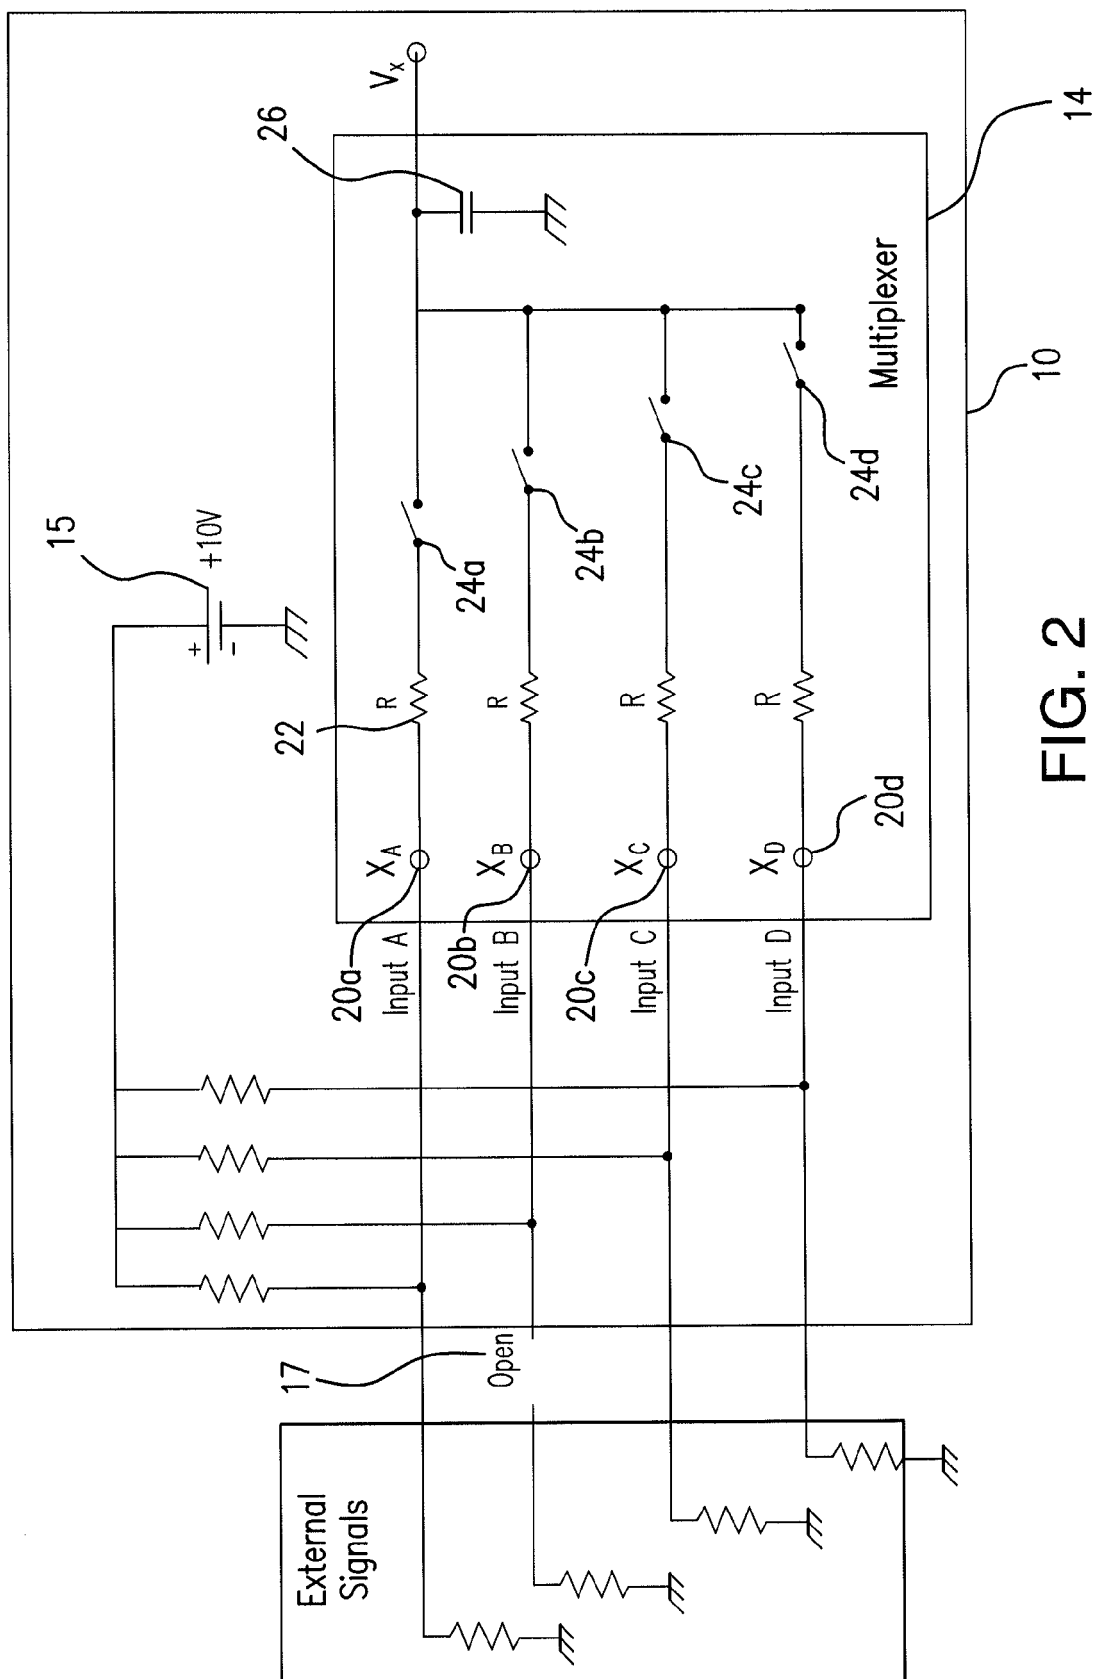 15
+
-
+10V
26
Vx
22
R
24a
XA
20a
Input A
R
24b
XB
20b
Input B
17
Open
R
24c
XC
20c
Input C
R
24d
XD
20d
Input D
Multiplexer
External
Signals
10
14
FIG. 2